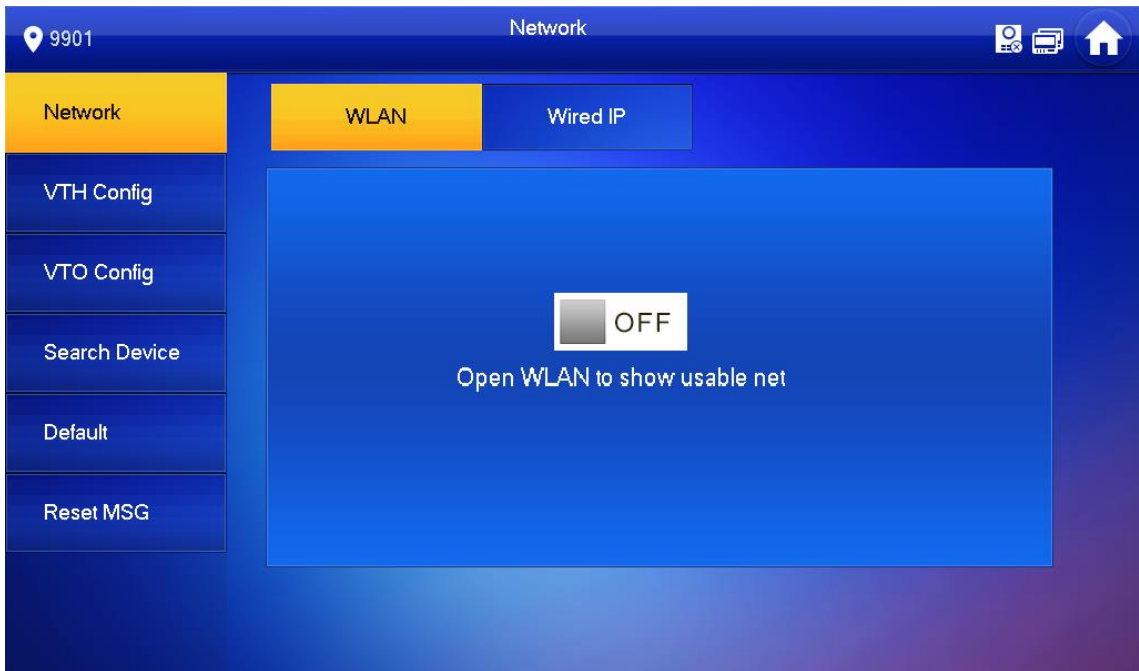 9901
Network
Network
WLAN
Wired IP
VTH Config
VTO Config
Search Device
Default
Reset MSG
OFF
Open WLAN to show usable net